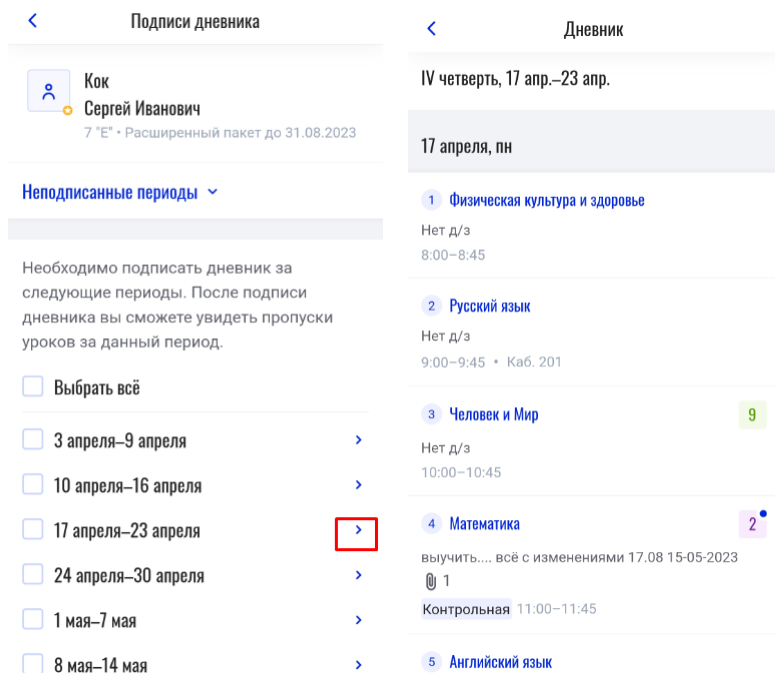 Подписи дневника
Кок
Сергей Иванович
7 "Е" • Расширенный пакет до 31.08.2023
Неподписанные периоды
Необходимо подписать дневник за
следующие периоды. После подписи
дневника вы сможете увидеть пропуски
уроков за данный период.
Выбрать всё
3 апреля–9 апреля
10 апреля–16 апреля
17 апреля–23 апреля
24 апреля–30 апреля
1 мая–7 мая
8 мая–14 мая
Дневник
IV четверть, 17 апр.–23 апр.
17 апреля, пн
1 Физическая культура и здоровье
Нет д/з
8:00–8:45
2 Русский язык
Нет д/з
9:00–9:45 • Каб. 201
3 Человек и Мир 9
Нет д/з
10:00–10:45
4 Математика 2
выучить.... всё с изменениями 17.08 15-05-2023
1
Контрольная 11:00–11:45
5 Английский язык